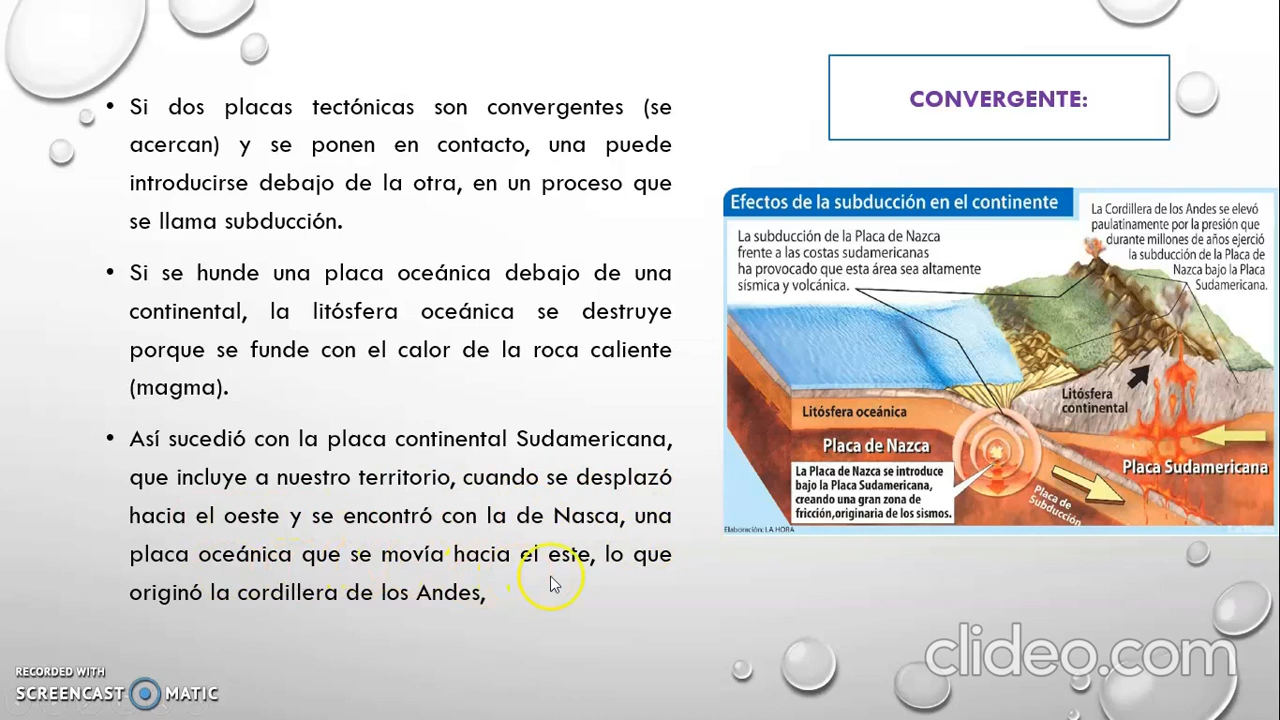 • Si dos placas tectónicas son convergentes (se
acercan) y se ponen en contacto, una puede
introducirse debajo de la otra, en un proceso que
se llama subducción.
• Si se hunde una placa oceánica debajo de una
continental, la litósfera oceánica se destruye
porque se funde con el calor de la roca caliente
(magma).
• Así sucedió con la placa continental Sudamericana,
que incluye a nuestro territorio, cuando se desplazó
hacia el oeste y se encontró con la de Nasca, una
placa oceánica que se movía hacia el este, lo que
originó la cordillera de los Andes,
CONVERGENTE:
Efectos de la subducción en el continente
La subducción de la Placa de Nazca
frente a las costas sudamericanas
ha provocado que esta área sea altamente
sísmica y volcánica.
La Cordillera de los Andes se elevó
paulatinamente por la presión que
durante millones de años ejerció
la subducción de la Placa de
Nazca bajo la Placa
Sudamericana.
Litósfera oceánica
Placa de Nazca
Litósfera
continental
Placa Sudamericana
La Placa de Nazca se introduce
bajo la Placa Sudamericana,
creando una gran zona de
fricción,originaria de los sismos.
Placa de
Subducción
Elaboración: LA HORA
RECORDED WITH
SCREENCAST MATIC
clideo.com